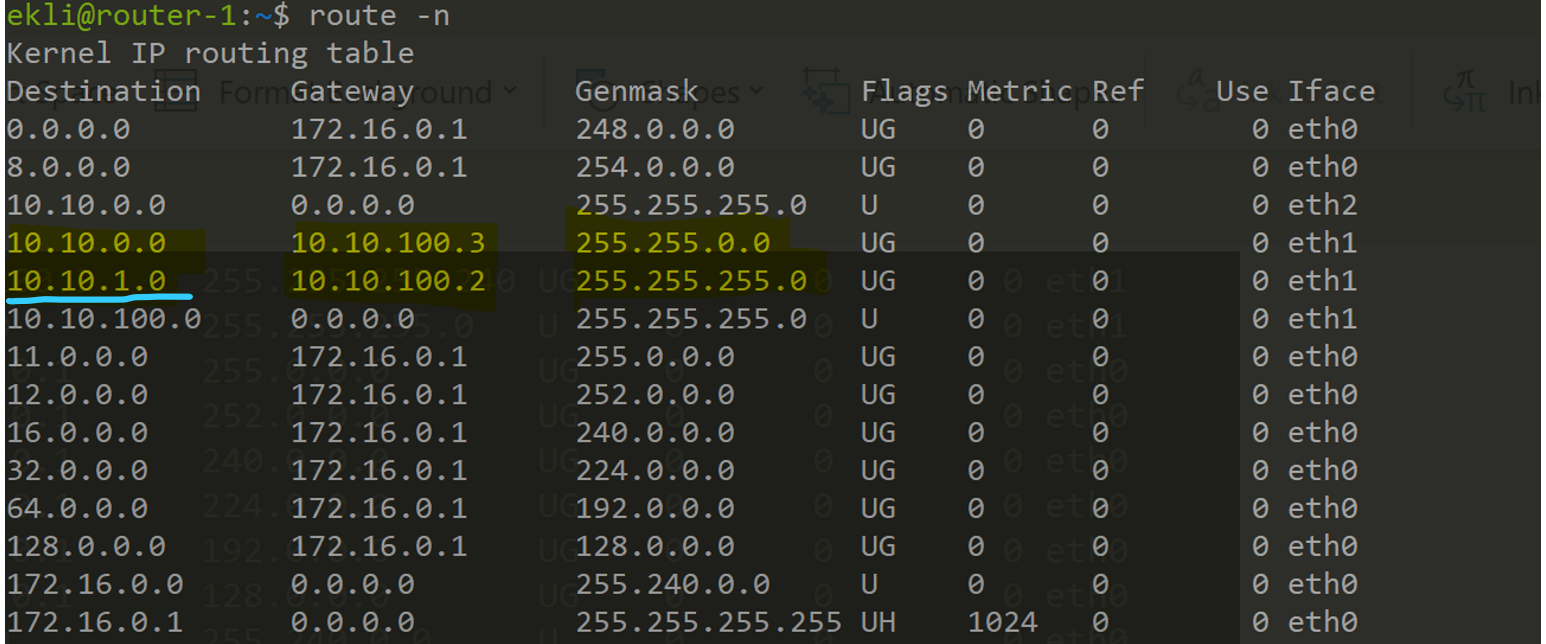 ekli@router-1:~$ route -n
Kernel IP routing table
Destination Gateway Genmask Flags Metric Ref Use Iface
0.0.0.0 172.16.0.1 248.0.0.0 UG 0 0 0 eth0
8.0.0.0 172.16.0.1 254.0.0.0 UG 0 0 0 eth0
10.10.0.0 0.0.0.0 255.255.255.0 U 0 0 0 eth2
10.10.0.0 10.10.100.3 255.255.0.0 UG 0 0 0 eth1
10.10.1.0 10.10.100.2 255.255.255.0 UG 0 0 0 eth1
10.10.100.0 0.0.0.0 255.255.255.0 U 0 0 0 eth1
11.0.0.0 172.16.0.1 255.0.0.0 UG 0 0 0 eth0
12.0.0.0 172.16.0.1 252.0.0.0 UG 0 0 0 eth0
16.0.0.0 172.16.0.1 240.0.0.0 UG 0 0 0 eth0
32.0.0.0 172.16.0.1 224.0.0.0 UG 0 0 0 eth0
64.0.0.0 172.16.0.1 192.0.0.0 UG 0 0 0 eth0
128.0.0.0 172.16.0.1 128.0.0.0 UG 0 0 0 eth0
172.16.0.0 0.0.0.0 255.240.0.0 U 0 0 0 eth0
172.16.0.1 0.0.0.0 255.255.255.255 UH 1024 0 0 eth0